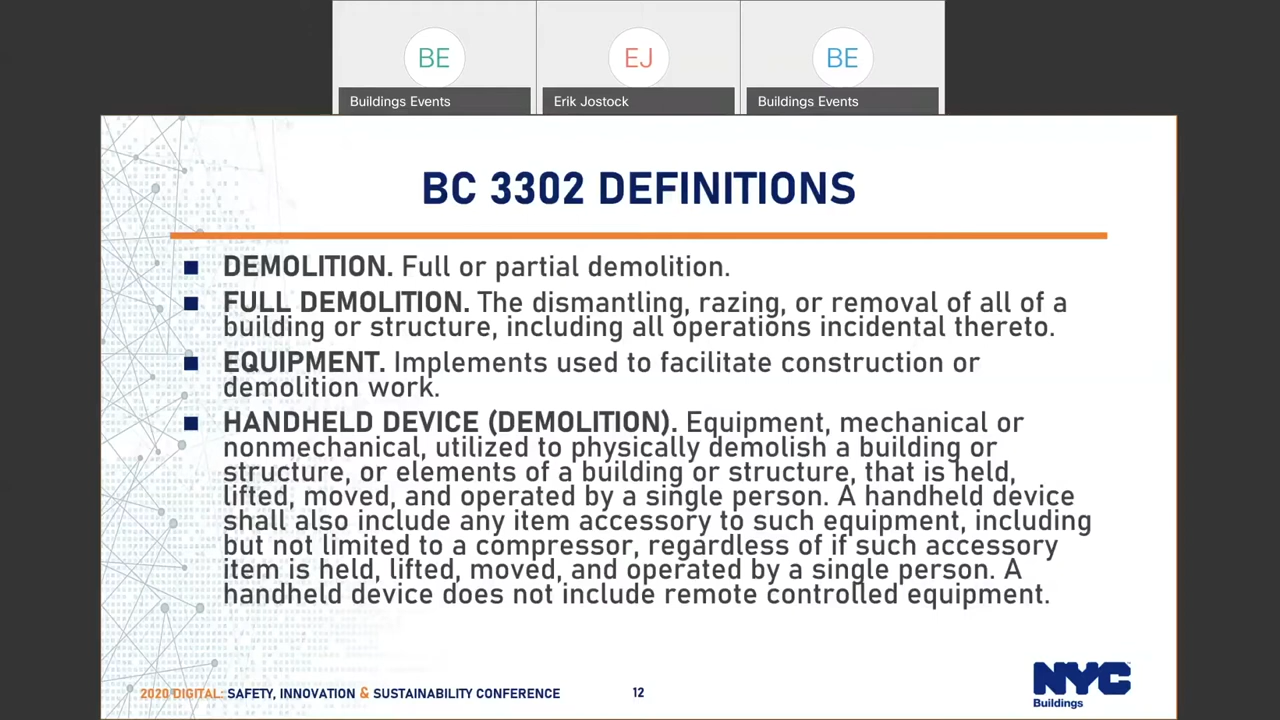 BE
EJ
BE
Buildings Events
Erik Jostock
Buildings Events
BC 3302 DEFINITIONS
DEMOLITION. Full or partial demolition.
FULL DEMOLITION. The dismantling, razing, or removal of all of a
building or structure, including all operations incidental thereto.
EQUIPMENT. Implements used to facilitate construction or
demolition work.
HANDHELD DEVICE (DEMOLITION). Equipment, mechanical or
nonmechanical, utilized to physically demolish a building or
structure, or elements of a building or structure, that is held,
lifted, moved, and operated by a single person. A handheld device
shall also include any item accessory to such equipment, including
but not limited to a compressor, regardless of if such accessory
item is held, lifted, moved, and operated by a single person. A
handheld device does not include remote controlled equipment.
2020 DIGITAL: SAFETY, INNOVATION & SUSTAINABILITY CONFERENCE
12
NYC
Buildings